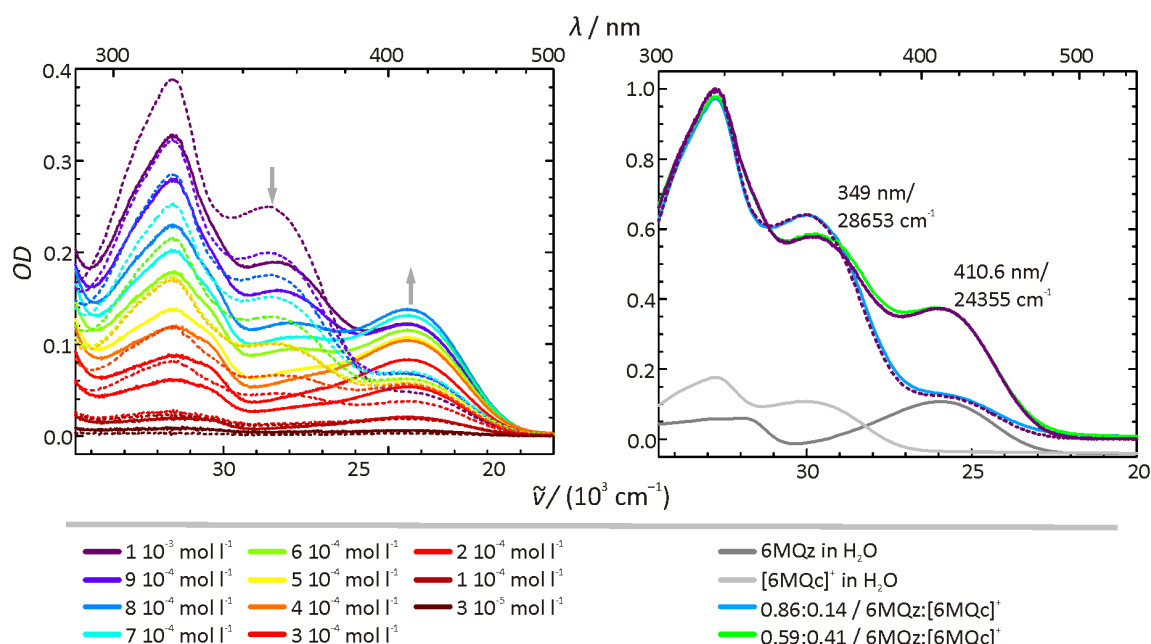 λ / nm
300 400 500
300 400 500
OD
0.4
0.3
0.2
0.1
0.0
1.0
0.8
0.6
0.4
0.2
0.0
349 nm/
28653 cm⁻¹
410.6 nm/
24355 cm⁻¹
30 20
30 25 20
ṽ / (10³ cm⁻¹)
1 10⁻³ mol l⁻¹
9 10⁻⁴ mol l⁻¹
8 10⁻⁴ mol l⁻¹
7 10⁻⁴ mol l⁻¹
6 10⁻⁴ mol l⁻¹
5 10⁻⁴ mol l⁻¹
4 10⁻⁴ mol l⁻¹
3 10⁻⁴ mol l⁻¹
2 10⁻⁴ mol l⁻¹
1 10⁻⁴ mol l⁻¹
3 10⁻⁵ mol l⁻¹
6MQz in H₂O
[6MQc]⁺ in H₂O
0.86:0.14 / 6MQz:[6MQc]⁺
0.59:0.41 / 6MQz:[6MQc]⁺